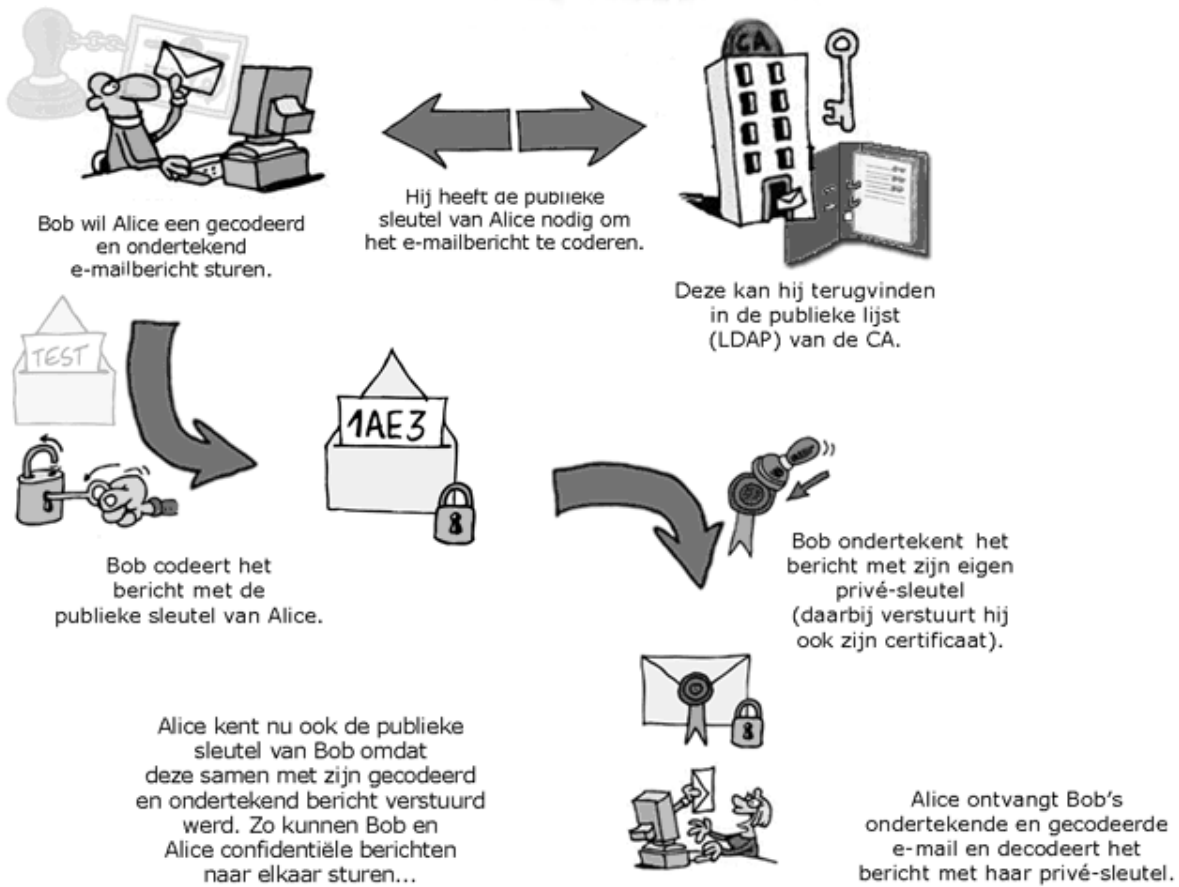 CA
Bob wil Alice een gecodeerd
en ondertekend
e-mailbericht sturen.
Hij heeft de publieke
sleutel van Alice nodig om
het e-mailbericht te coderen.
Deze kan hij terugvinden
in de publieke lijst
(LDAP) van de CA.
TEST
1AE3
Bob codeert het
bericht met de
publieke sleutel van Alice.
Bob ondertekent het
bericht met zijn eigen
privé-sleutel
(daarbij verstuurt hij
ook zijn certificaat).
Alice kent nu ook de publieke
sleutel van Bob omdat
deze samen met zijn gecodeerd
en ondertekend bericht verstuurd
werd. Zo kunnen Bob en
Alice confidentiële berichten
naar elkaar sturen...
Alice ontvangt Bob's
ondertekende en gecodeerde
e-mail en decodeert het
bericht met haar privé-sleutel.